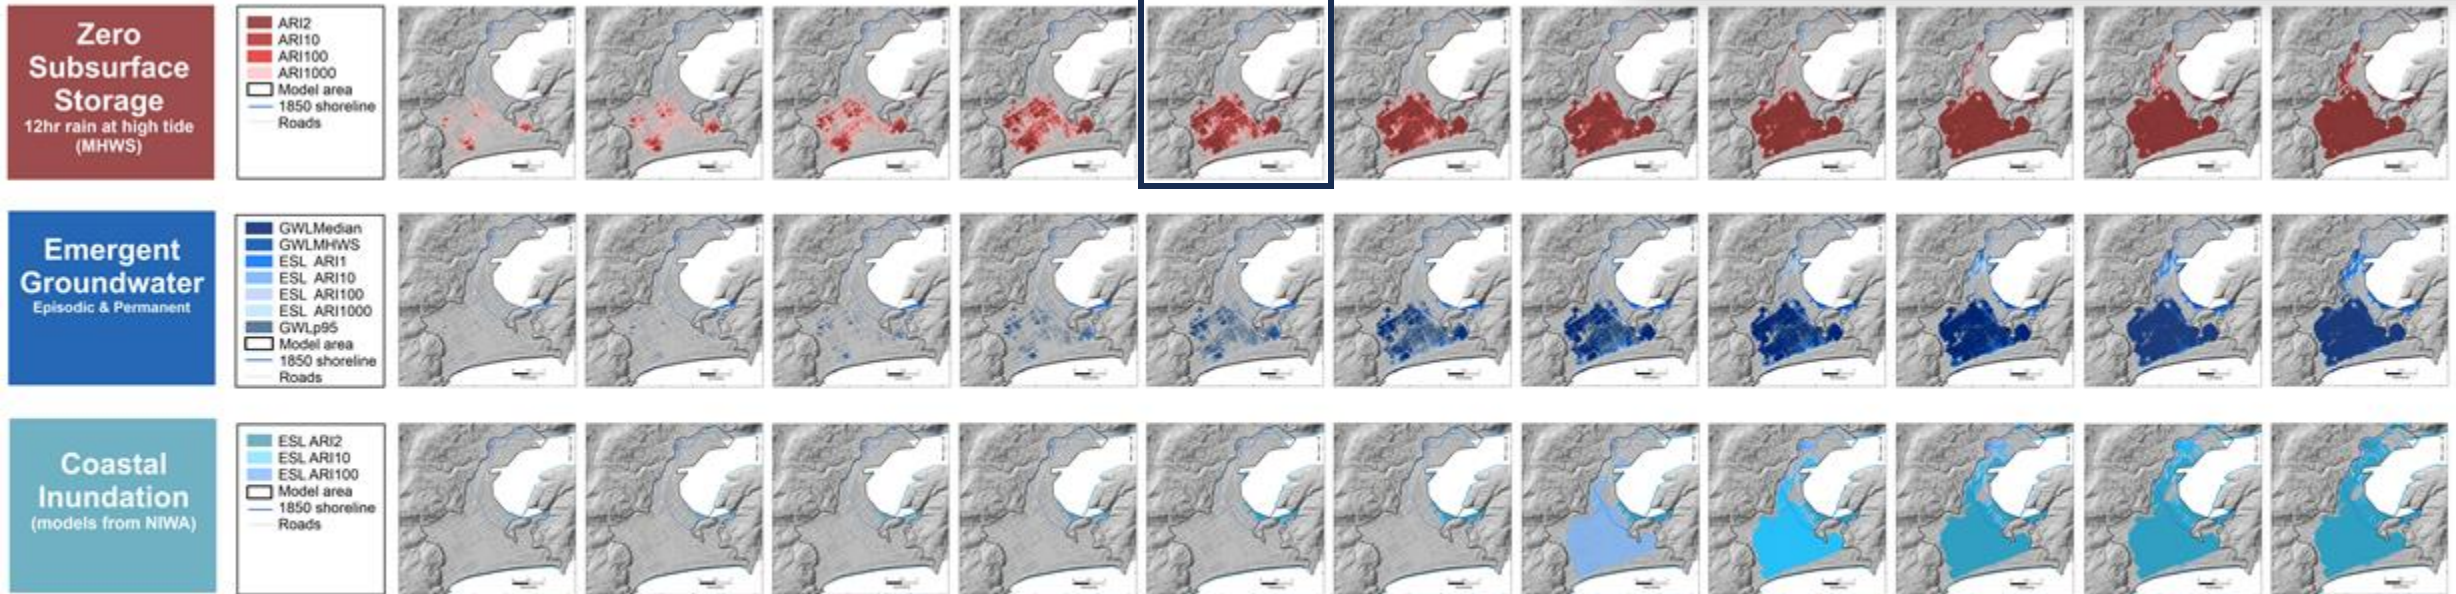 Zero
Subsurface
Storage
12hr rain at high tide
(MHWS)
ARI2
ARI10
ARI100
ARI1000
Model area
1850 shoreline
Roads
Emergent
Groundwater
Episodic & Permanent
GWLMedian
GWLMHWS
ESL ARI1
ESL ARI10
ESL ARI100
ESL ARI1000
GWLp95
Model area
1850 shoreline
Roads
Coastal
Inundation
(models from NIWA)
ESL ARI2
ESL ARI10
ESL ARI100
Model area
1850 shoreline
Roads